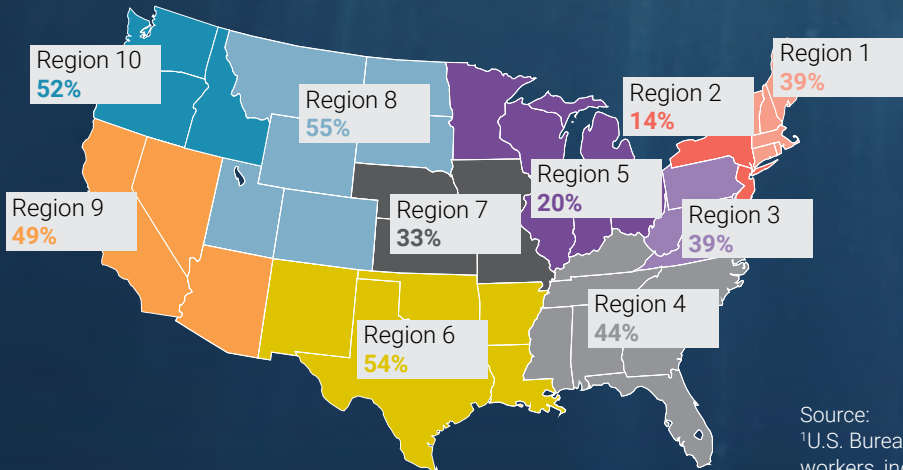 Region 1
39%
Region 10
52%
Region 2
14%
Region 8
55%
Region 5
20%
Region 9
49%
Region 7
33%
Region 3
39%
Region 4
44%
Region 6
54%
Source:
¹U.S.
workers,